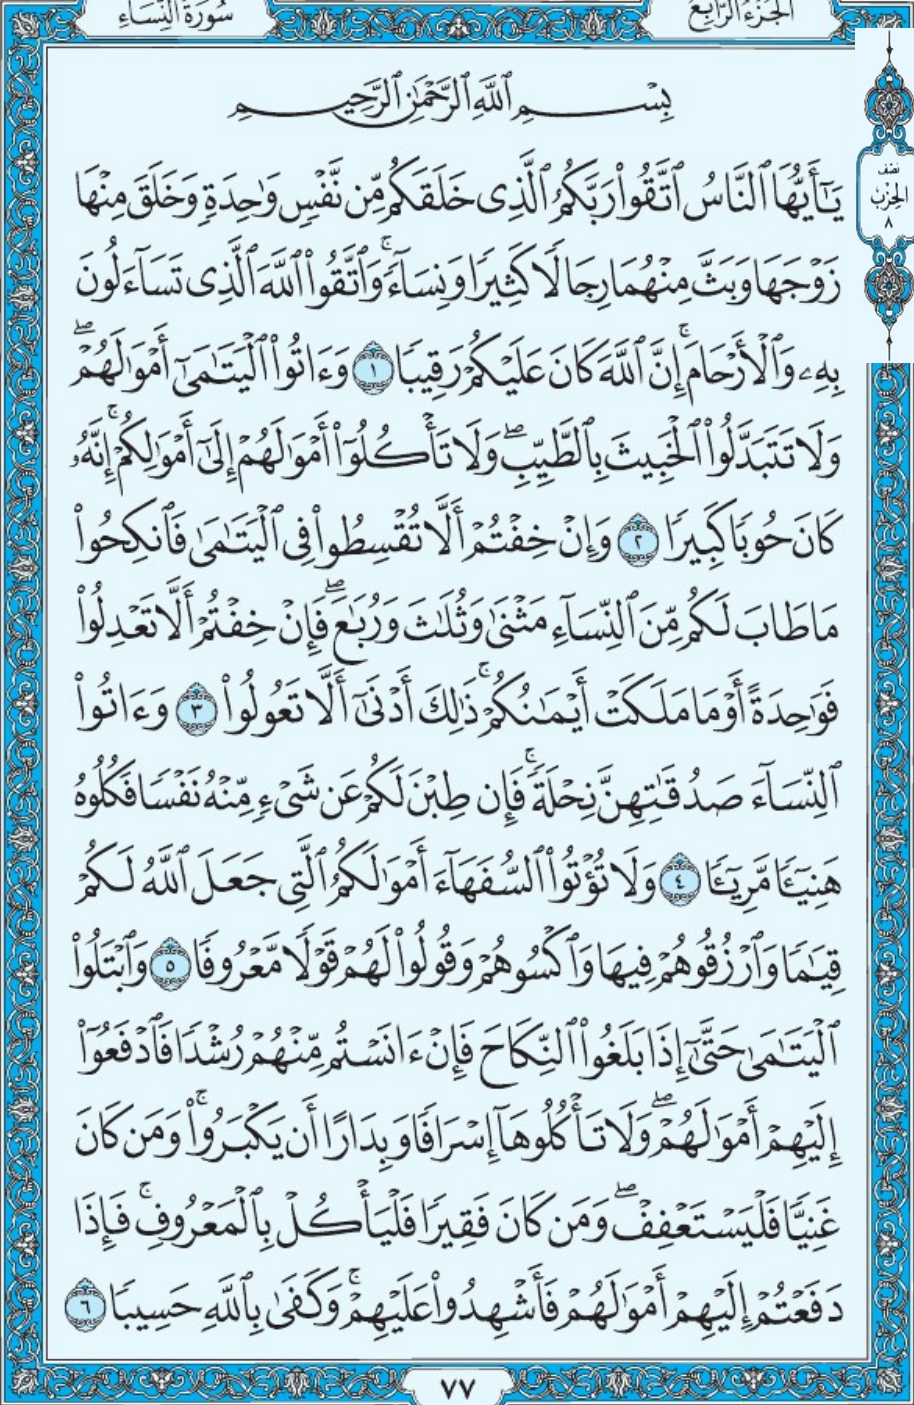 سُورَةُ النِّسَاءِ
الجُزْءُ الرَّابِعُ
نصف
الحِزْب
٨
بِسْمِ ٱللَّهِ ٱلرَّحْمَٰنِ ٱلرَّحِيمِ
يَـٰٓأَيُّهَا ٱلنَّاسُ ٱتَّقُوا۟ رَبَّكُمُ ٱلَّذِى خَلَقَكُم مِّن نَّفْسٍ وَٰحِدَةٍ وَخَلَقَ مِنْهَا
زَوْجَهَا وَبَثَّ مِنْهُمَا رِجَالًا كَثِيرًا وَنِسَآءً ۚ وَٱتَّقُوا۟ ٱللَّهَ ٱلَّذِى تَسَآءَلُونَ
بِهِۦ وَٱلْأَرْحَامَ ۚ إِنَّ ٱللَّهَ كَانَ عَلَيْكُمْ رَقِيبًا ١ وَءَاتُوا۟ ٱلْيَتَـٰمَىٰٓ أَمْوَٰلَهُمْ ۖ
وَلَا تَتَبَدَّلُوا۟ ٱلْخَبِيثَ بِٱلطَّيِّبِ ۖ وَلَا تَأْكُلُوٓا۟ أَمْوَٰلَهُمْ إِلَىٰٓ أَمْوَٰلِكُمْ ۚ إِنَّهُۥ
كَانَ حُوبًا كَبِيرًا ٢ وَإِنْ خِفْتُمْ أَلَّا تُقْسِطُوا۟ فِى ٱلْيَتَـٰمَىٰ فَٱنكِحُوا۟
مَا طَابَ لَكُم مِّنَ ٱلنِّسَآءِ مَثْنَىٰ وَثُلَـٰثَ وَرُبَـٰعَ ۖ فَإِنْ خِفْتُمْ أَلَّا تَعْدِلُوا۟
فَوَٰحِدَةً أَوْ مَا مَلَكَتْ أَيْمَـٰنُكُمْ ۚ ذَٰلِكَ أَدْنَىٰٓ أَلَّا تَعُولُوا۟ ٣ وَءَاتُوا۟
ٱلنِّسَآءَ صَدُقَـٰتِهِنَّ نِحْلَةً ۚ فَإِن طِبْنَ لَكُمْ عَن شَىْءٍ مِّنْهُ نَفْسًا فَكُلُوهُ
هَنِيٓـًٔا مَّرِيٓـًٔا ٤ وَلَا تُؤْتُوا۟ ٱلسُّفَهَآءَ أَمْوَٰلَكُمُ ٱلَّتِى جَعَلَ ٱللَّهُ لَكُمْ
قِيَـٰمًا وَٱرْزُقُوهُمْ فِيهَا وَٱكْسُوهُمْ وَقُولُوا۟ لَهُمْ قَوْلًا مَّعْرُوفًا ٥ وَٱبْتَلُوا۟
ٱلْيَتَـٰمَىٰ حَتَّىٰٓ إِذَا بَلَغُوا۟ ٱلنِّكَاحَ فَإِنْ ءَانَسْتُم مِّنْهُمْ رُشْدًا فَٱدْفَعُوٓا۟
إِلَيْهِمْ أَمْوَٰلَهُمْ ۖ وَلَا تَأْكُلُوهَآ إِسْرَافًا وَبِدَارًا أَن يَكْبَرُوا۟ ۚ وَمَن كَانَ
غَنِيًّا فَلْيَسْتَعْفِفْ ۖ وَمَن كَانَ فَقِيرًا فَلْيَأْكُلْ بِٱلْمَعْرُوفِ ۚ فَإِذَا
دَفَعْتُمْ إِلَيْهِمْ أَمْوَٰلَهُمْ فَأَشْهِدُوا۟ عَلَيْهِمْ ۚ وَكَفَىٰ بِٱللَّهِ حَسِيبًا ٦
٧٧